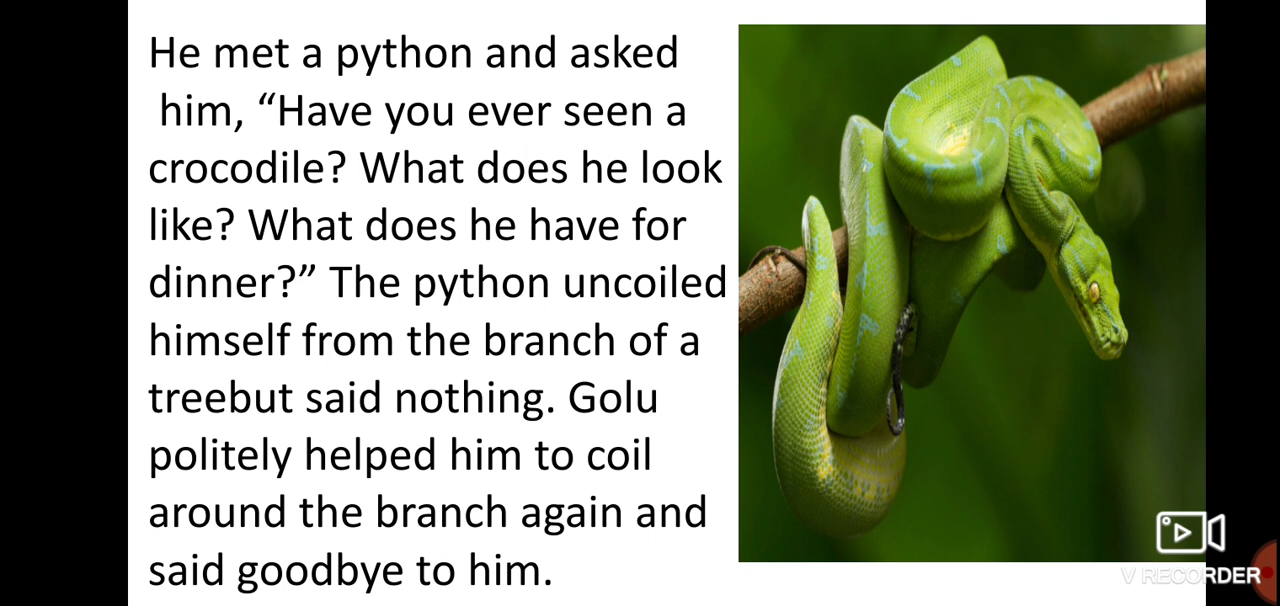 He met a python and asked
him, “Have you ever seen a
crocodile? What does he look
like? What does he have for
dinner?” The python uncoiled
himself from the branch of a
treebut said nothing. Golu
politely helped him to coil
around the branch again and
said goodbye to him.
V RECORDER